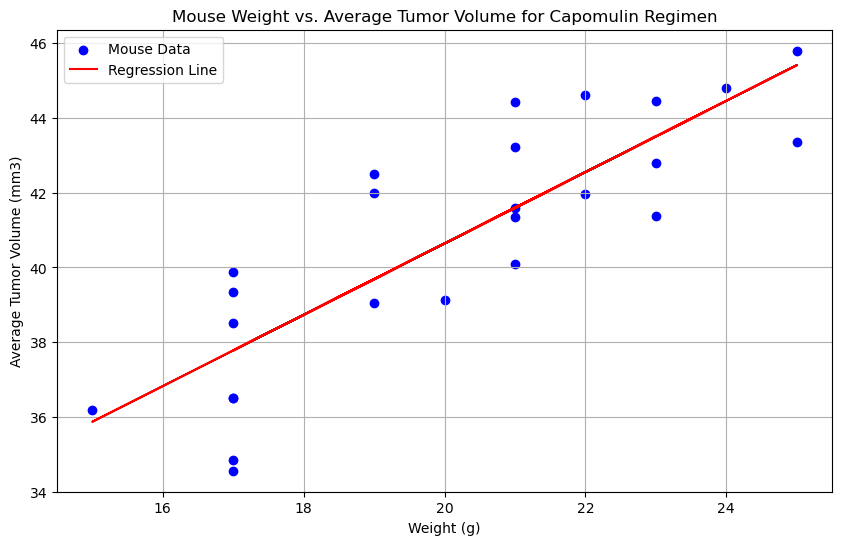 Mouse Weight vs. Average Tumor Volume for Capomulin Regimen
Mouse Data
Regression Line
Average Tumor Volume (mm3)
46
44
42
40
38
36
34
16
18
20
22
24
Weight (g)